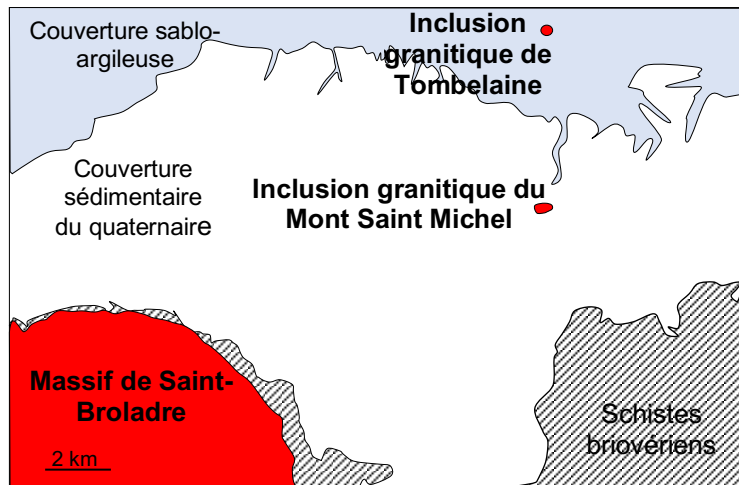 Couverture sablo-
argileuse
Inclusion
granitique de
Tombelaine
Couverture
sédimentaire
du quaternaire
Inclusion granitique du
Mont Saint Michel
Massif de Saint-
Broladre
2 km
Schistes
briovériens